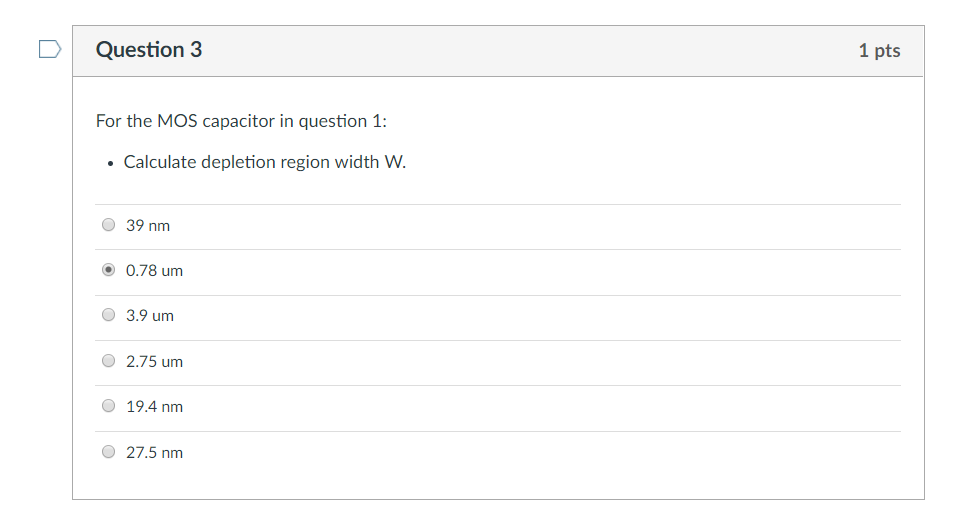 Question 3
1 pts
For the MOS capacitor in question 1:
• Calculate depletion region width W.
39 nm
0.78 um
3.9 um
2.75 um
19.4 nm
27.5 nm